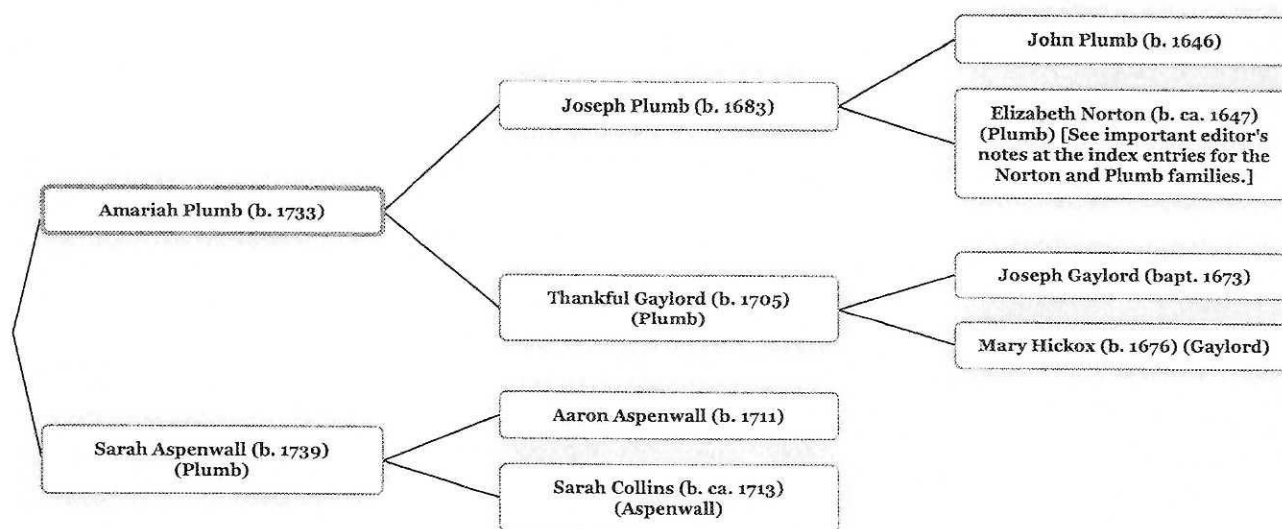 John Plumb (b. 1646)
Joseph Plumb (b. 1683)
Elizabeth Norton (b. ca. 1647)
(Plumb) [See important editor's
notes at the index entries for the
Norton and Plumb families.]
Amariah Plumb (b. 1733)
Thankful Gaylord (b. 1705)
(Plumb)
Joseph Gaylord (bapt. 1673)
Mary Hickox (b. 1676) (Gaylord)
Sarah Aspenwall (b. 1739)
(Plumb)
Aaron Aspenwall (b. 1711)
Sarah Collins (b. ca. 1713)
(Aspenwall)